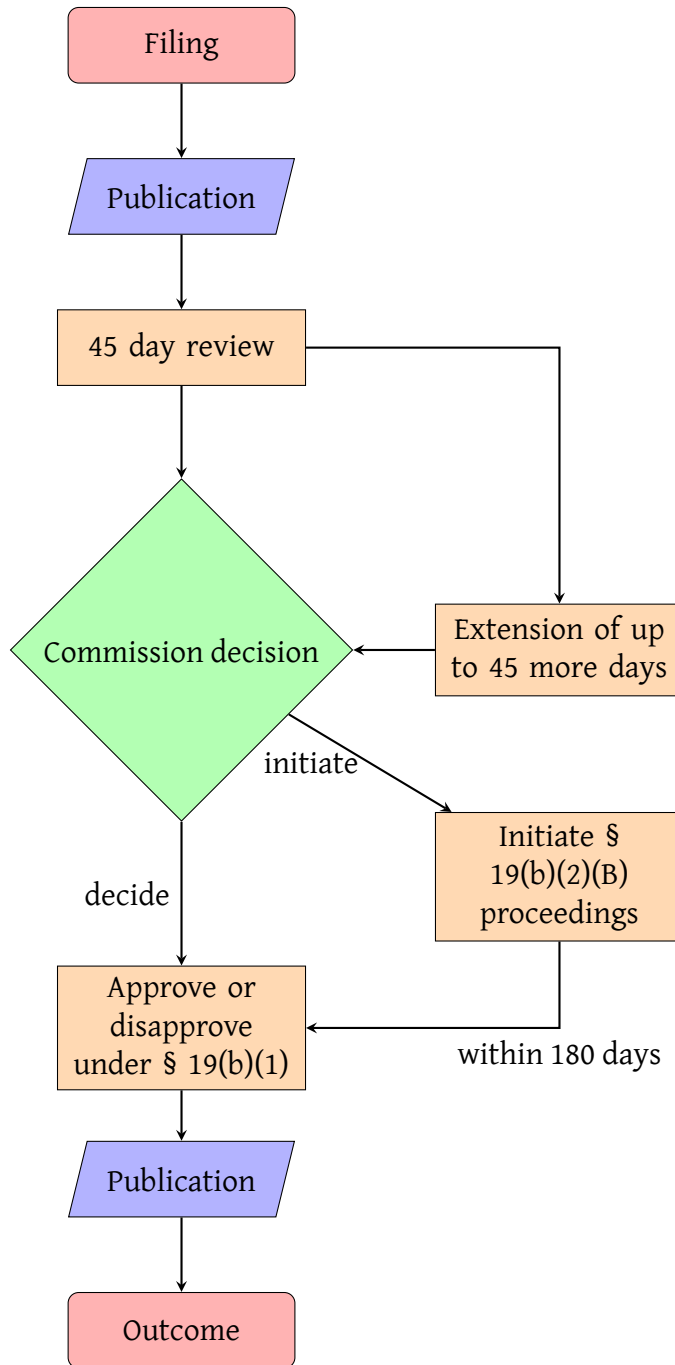 Filing
Publication
45 day review
Commission decision
Extension of up
to 45 more days
initiate
Initiate §
19(b)(2)(B)
proceedings
decide
Approve or
disapprove
under § 19(b)(1)
within 180 days
Publication
Outcome